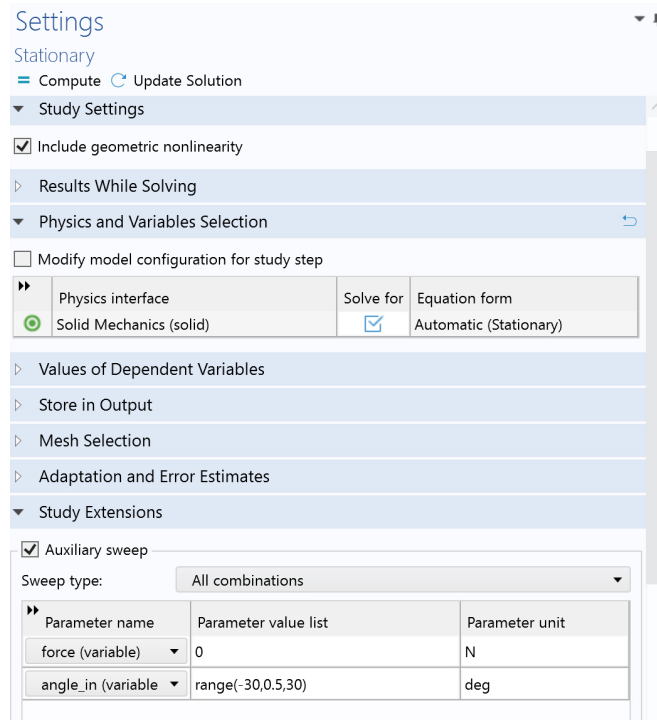 Settings
Stationary
= Compute Update Solution
Study Settings
Include geometric nonlinearity
Results While Solving
Physics and Variables Selection
Modify model configuration for study step
Physics interface Solve for Equation form
Solid Mechanics (solid) Automatic (Stationary)
Values of Dependent Variables
Store in Output
Mesh Selection
Adaptation and Error Estimates
Study Extensions
Auxiliary sweep
Sweep type: All combinations
Parameter name Parameter value list Parameter unit
force (variable) 0 N
angle_in (variable range(-30,0.5,30) deg